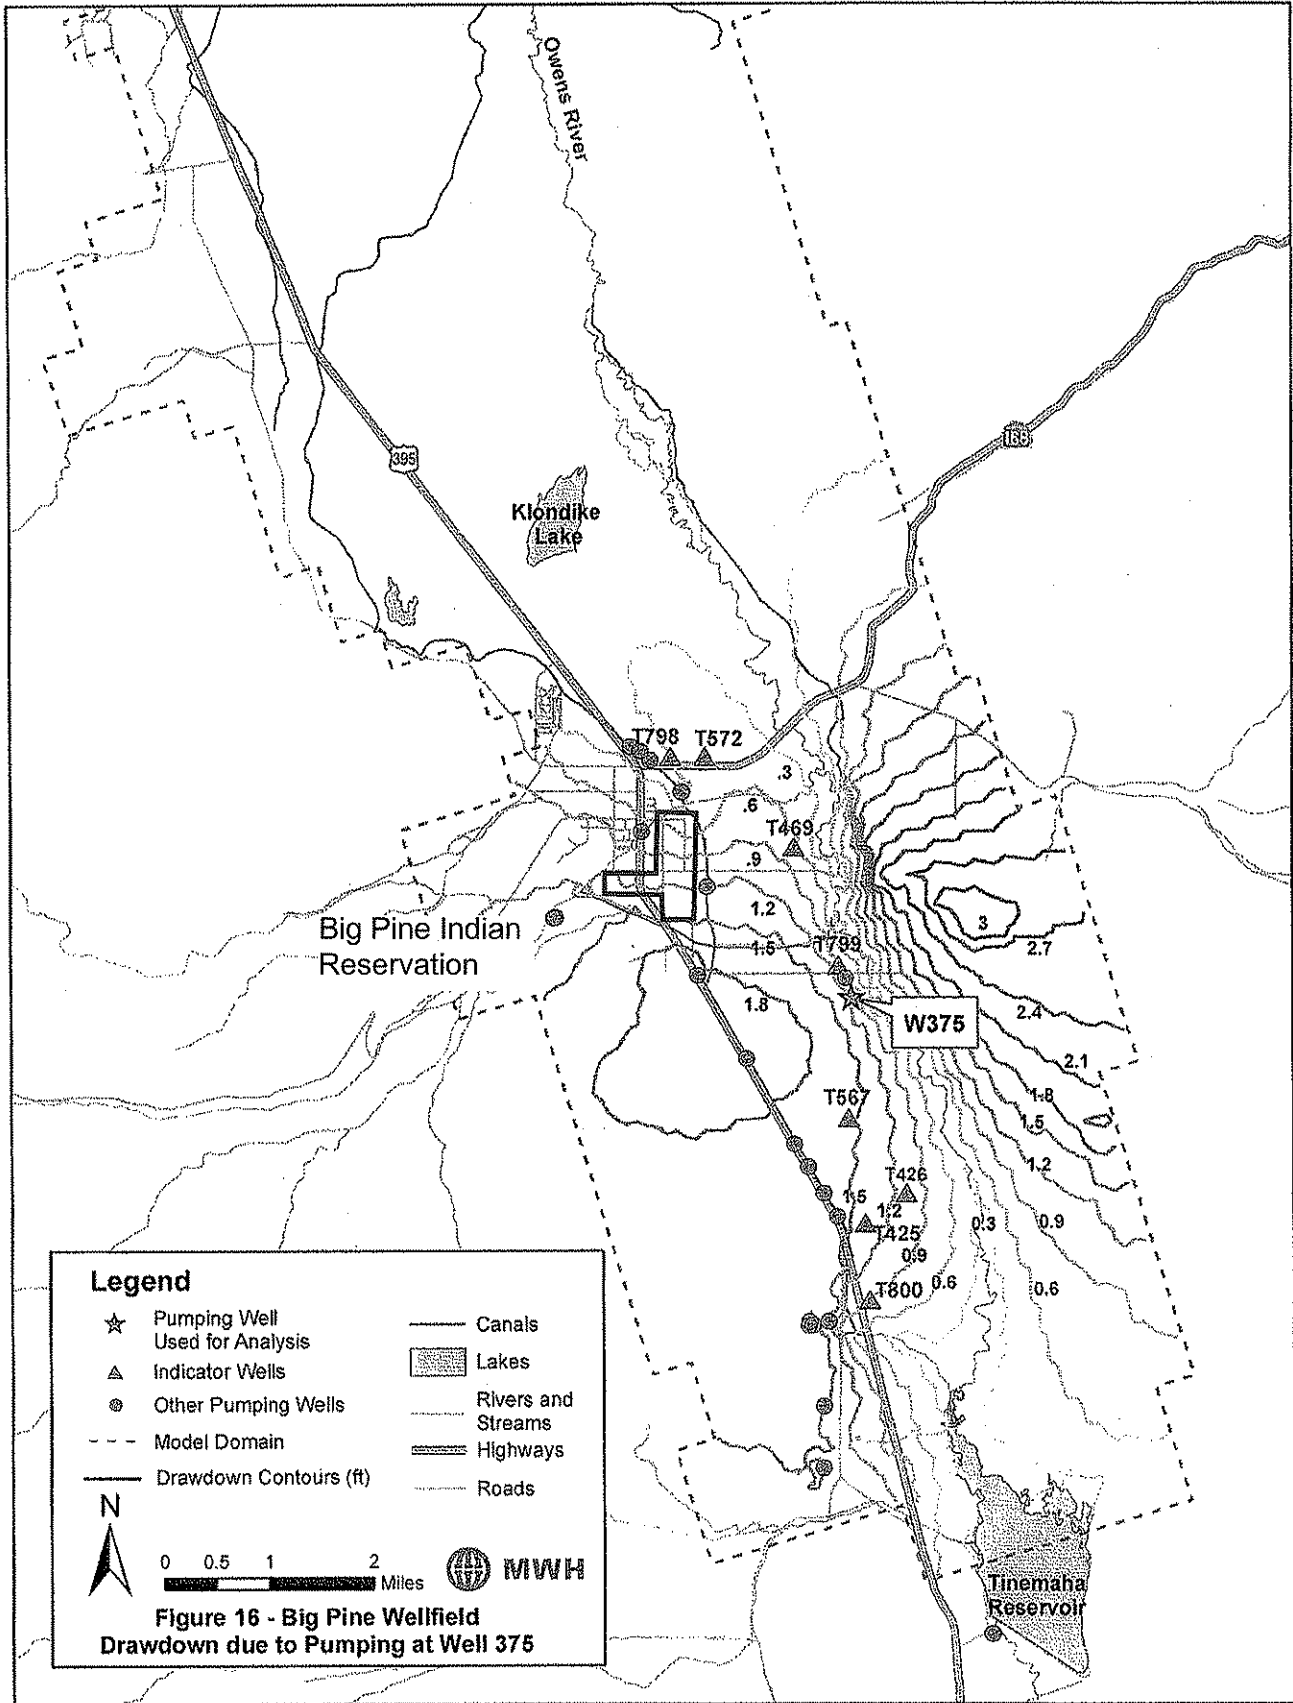 Owens River
168
395
Klondike
Lake
T798
T572
.3
.6
T469
.9
1.2
3
Big Pine Indian
Reservation
1.5
T799
2.7
1.8
W375
2.4
2.1
T567
1.8
1.5
1.2
T426
1.5
1.2
0.3
0.9
T425
0.9
T800
0.6
0.6
Legend
Pumping Well
Used for Analysis
Indicator Wells
Other Pumping Wells
Model Domain
Drawdown Contours (ft)
Canals
Lakes
Rivers and
Streams
Highways
Roads
N
0 0.5 1 2
Miles
MWH
Figure 16 - Big Pine Wellfield
Drawdown due to Pumping at Well 375
Tinemaha
Reservoir